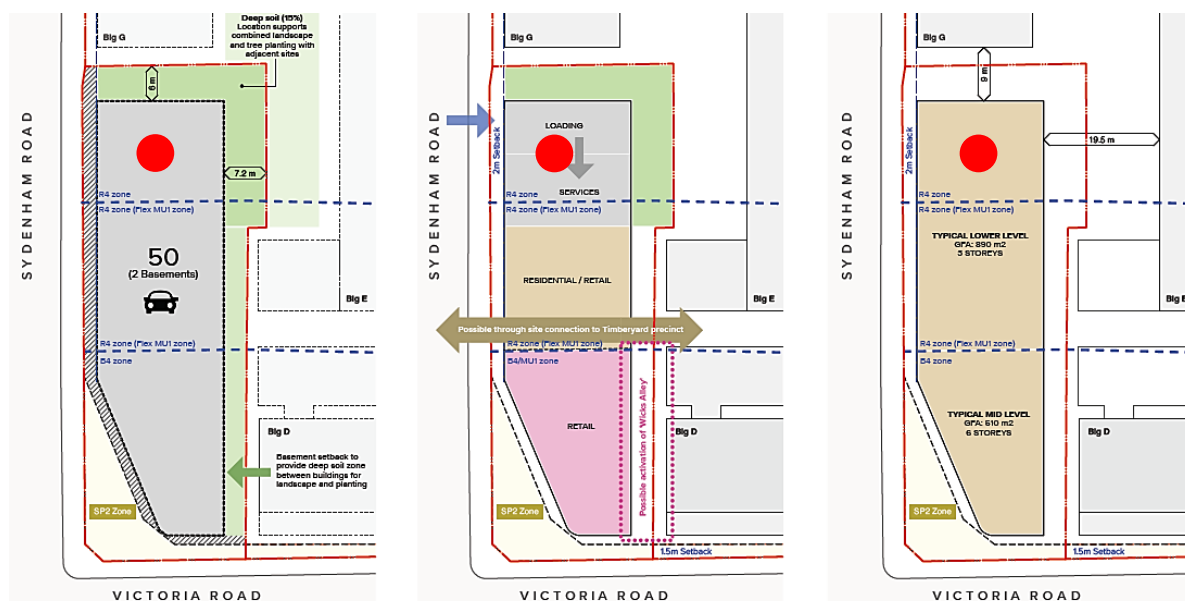 Deep soil (15%)
Location supports
combined landscape
and tree planting with
adjacent sites
Blg G
6 m
SYDENHAM ROAD
7.2 m
R4 zone
R4 zone (Flex MU1 zone)
50
(2 Basements)
Blg E
R4 zone (Flex MU1 zone)
B4 zone
Blg D
Basement setback to
provide deep soil zone
between buildings for
landscape and planting
SP2 Zone
VICTORIA ROAD
Blg G
SYDENHAM ROAD
2m Setback
LOADING
SERVICES
R4 zone
R4 zone (Flex MU1 zone)
RESIDENTIAL / RETAIL
Blg E
Possible through site connection to Timberyard precinct
R4 zone (Flex MU1 zone)
B4/MU1 zone
RETAIL
Possible activation of Wicks Alley'
Blg D
SP2 Zone
1.5m Setback
VICTORIA ROAD
Blg G
9 m
SYDENHAM ROAD
2m Setback
19.5 m
R4 zone
R4 zone (Flex MU1 zone)
TYPICAL LOWER LEVEL
GFA: 890 m2
3 STOREYS
Blg E
R4 zone (Flex MU1 zone)
B4 zone
TYPICAL MID LEVEL
GFA: 510 m2
6 STOREYS
Blg D
SP2 Zone
1.5m Setback
VICTORIA ROAD